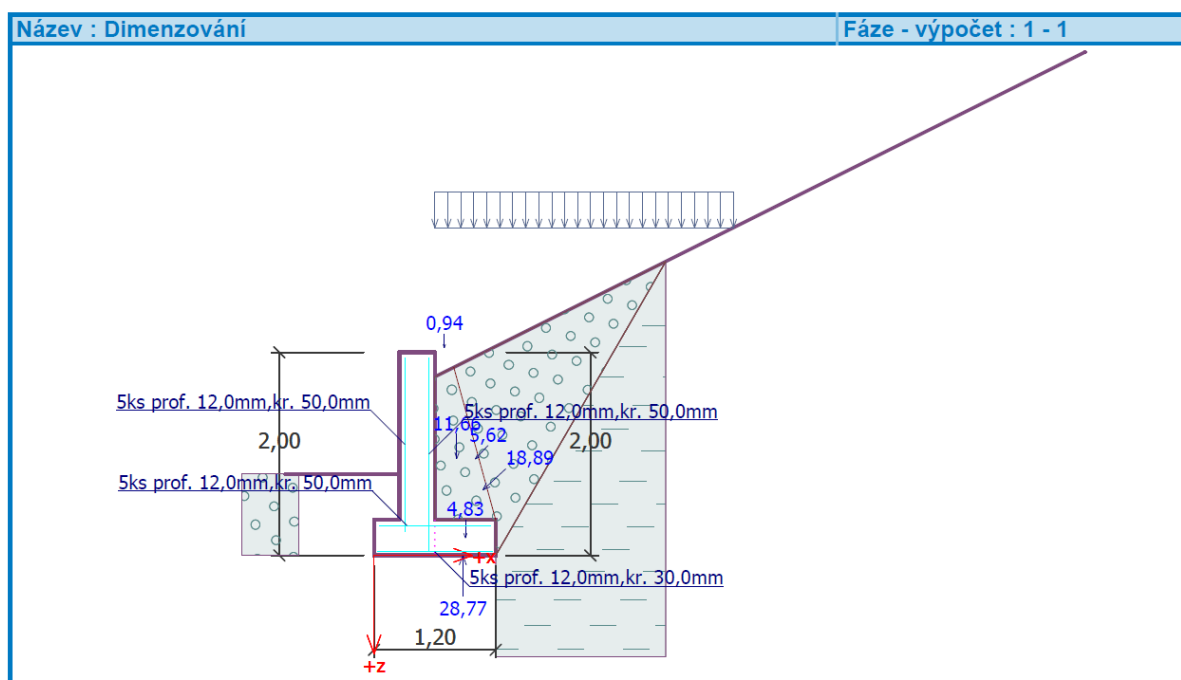 Název : Dimenzování
Fáze - výpočet : 1 - 1
0,94
5ks prof. 12,0mm,kr. 50,0mm
5ks prof. 12,0mm,kr. 50,0mm
11,66
5,62
2,00
2,00
18,89
5ks prof. 12,0mm,kr. 50,0mm
4,83
+x
5ks prof. 12,0mm,kr. 30,0mm
28,77
1,20
+z